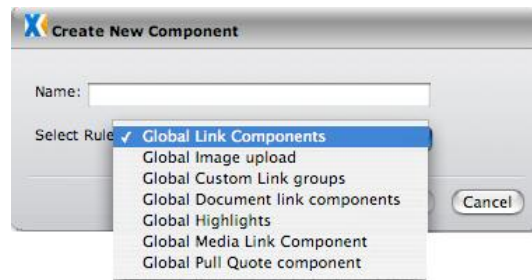 Create New Component
Name:
Select Rule
✓ Global Link Components
Global Image upload
Global Custom Link groups
Global Document link components
Global Highlights
Global Media Link Component
Global Pull Quote component
Cancel